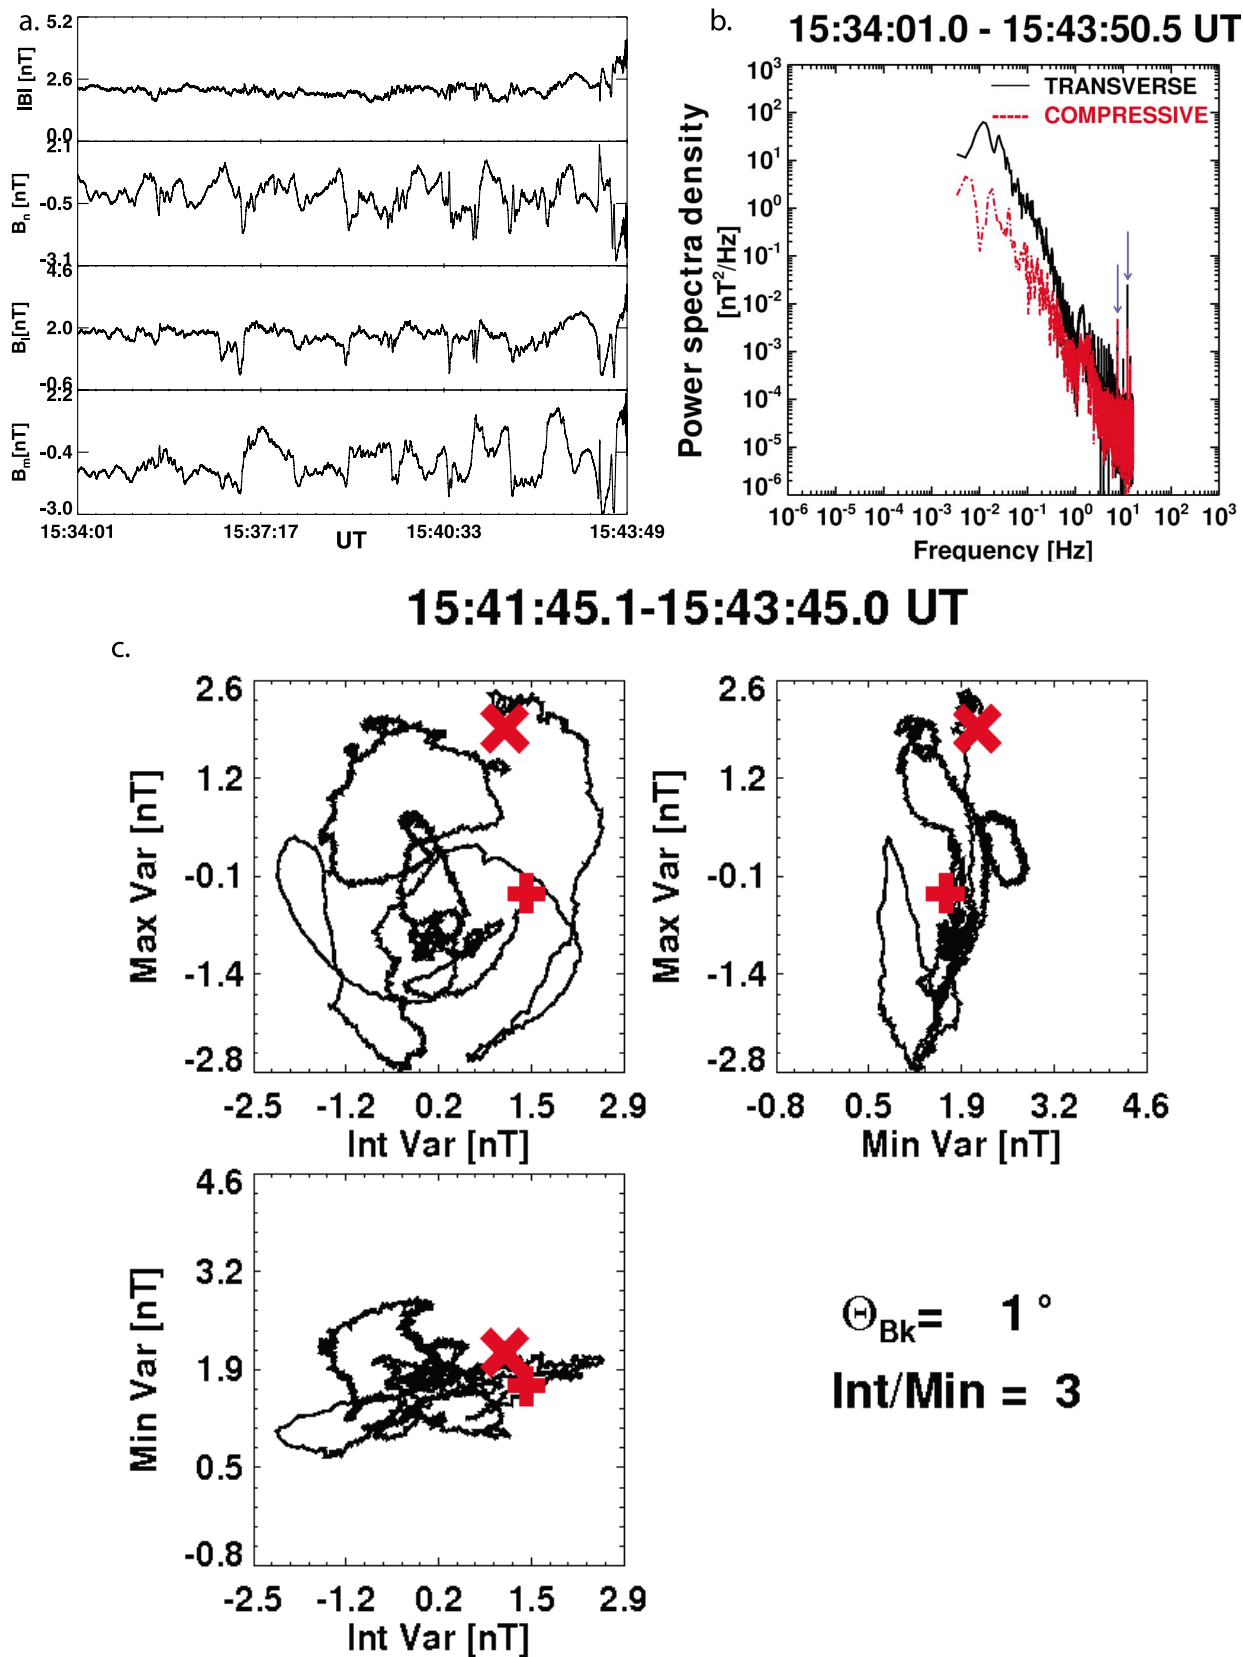 a.
5.2
2.6
0.0
|B| [nT]
2.1
-0.5
-3.1
Bn [nT]
4.6
2.0
-0.6
Bl[nT]
2.2
-0.4
-3.0
Bm[nT]
15:34:01 15:37:17 15:40:33 15:43:49
UT
b.
15:34:01.0 - 15:43:50.5 UT
TRANSVERSE
COMPRESSIVE
Power spectra density
[nT²/Hz]
10³
10²
10¹
10⁰
10⁻¹
10⁻²
10⁻³
10⁻⁴
10⁻⁵
10⁻⁶
10⁻⁶ 10⁻⁵ 10⁻⁴ 10⁻³ 10⁻² 10⁻¹ 10⁰ 10¹ 10² 10³
Frequency [Hz]
15:41:45.1-15:43:45.0 UT
c.
2.6
1.2
-0.1
-1.4
-2.8
Max Var [nT]
-2.5 -1.2 0.2 1.5 2.9
Int Var [nT]
2.6
1.2
-0.1
-1.4
-2.8
Max Var [nT]
-0.8 0.5 1.9 3.2 4.6
Min Var [nT]
4.6
3.2
1.9
0.5
-0.8
Min Var [nT]
-2.5 -1.2 0.2 1.5 2.9
Int Var [nT]
ΘBk= 1°
Int/Min = 3